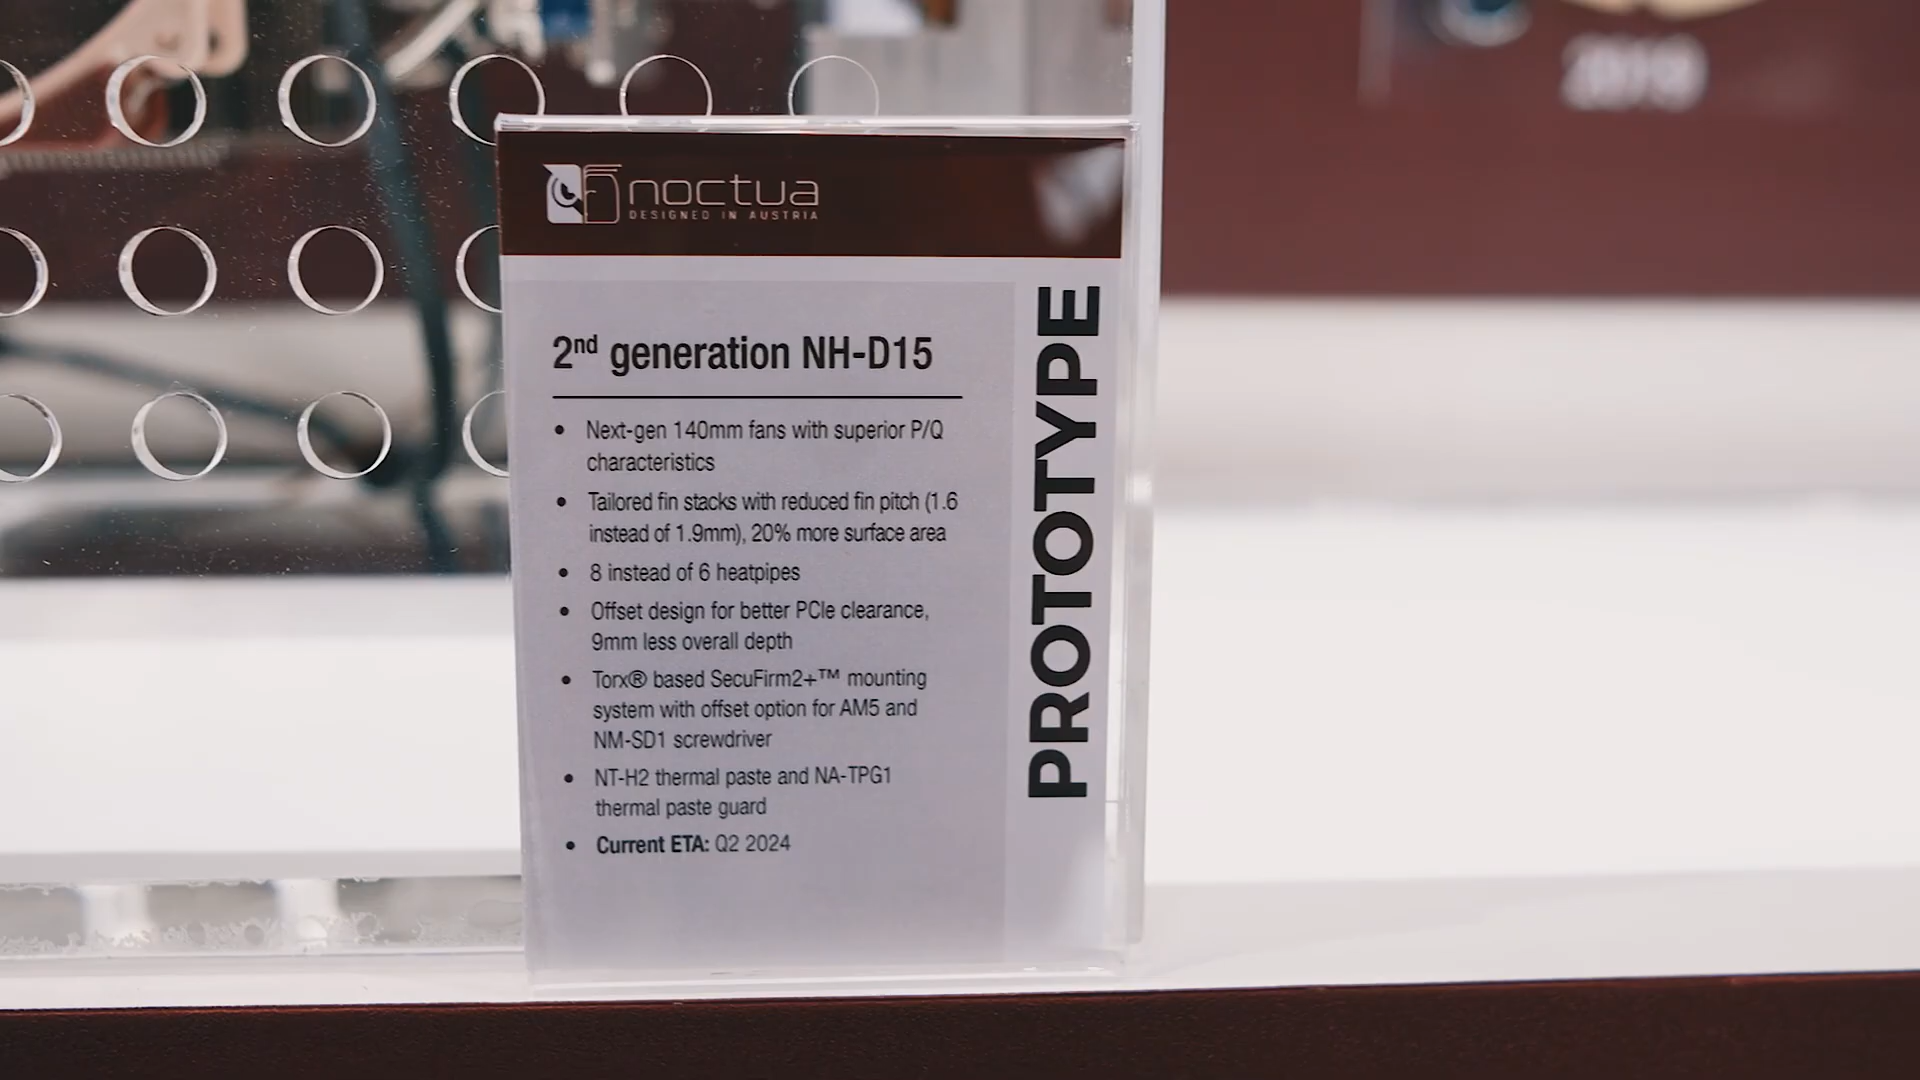 noctua
DESIGNED IN AUSTRIA
2nd generation NH-D15
• Next-gen 140mm fans with superior P/Q
characteristics
• Tailored fin stacks with reduced fin pitch (1.6
instead of 1.9mm), 20% more surface area
• 8 instead of 6 heatpipes
• Offset design for better PCIe clearance,
9mm less overall depth
• Torx® based SecuFirm2+™ mounting
system with offset option for AM5 and
NM-SD1 screwdriver
• NT-H2 thermal paste and NA-TPG1
thermal paste guard
• Current ETA: Q2 2024
PROTOTYPE